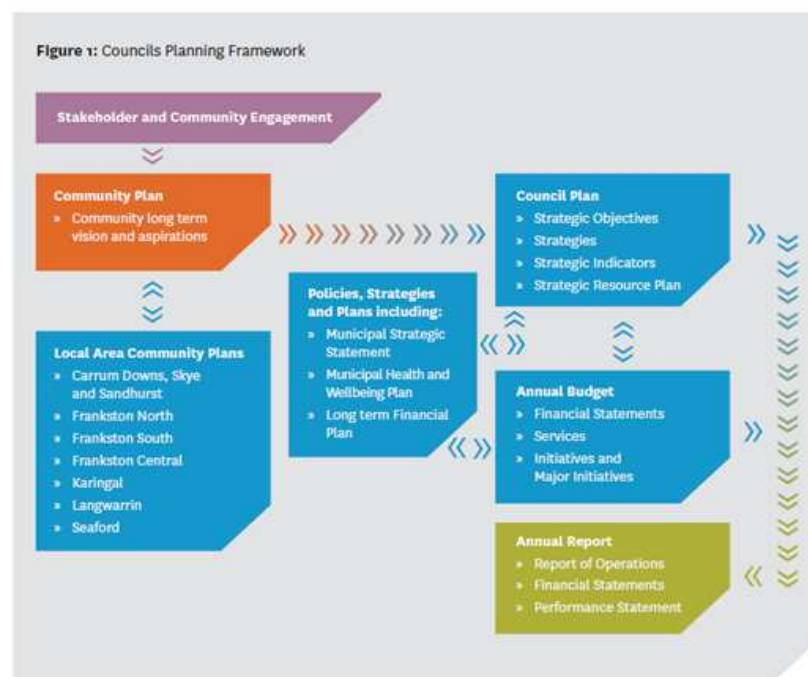 Figure 1: Councils Planning Framework
Stakeholder and Community Engagement
Community Plan
» Community long term
vision and aspirations
Council Plan
» Strategic Objectives
» Strategies
» Strategic Indicators
» Strategic Resource Plan
Policies, Strategies
and Plans including:
» Municipal Strategic
Statement
» Municipal Health and
Wellbeing Plan
» Long term Financial
Plan
Local Area Community Plans
» Carrum Downs, Skye
and Sandhurst
» Frankston North
» Frankston South
» Frankston Central
» Karingal
» Langwarrin
» Seaford
Annual Budget
» Financial Statements
» Services
» Initiatives and
Major Initiatives
Annual Report
» Report of Operations
» Financial Statements
» Performance Statement